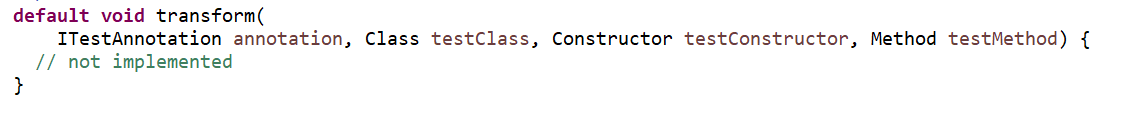 default void transform(
    ITestAnnotation annotation, Class testClass, Constructor testConstructor, Method testMethod) {
  // not implemented
}